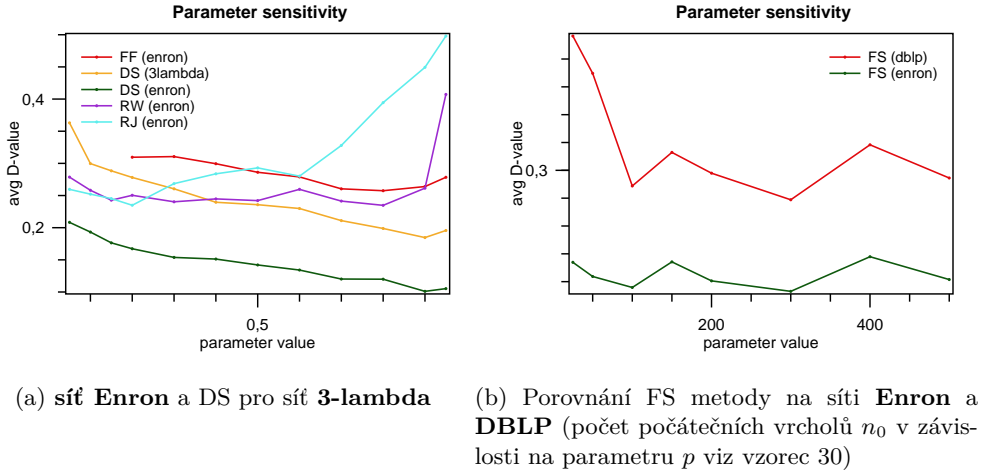 Parameter sensitivity
FF (enron)
DS (3lambda)
DS (enron)
RW (enron)
RJ (enron)
0,4
0,2
avg D-value
0,5
parameter value
Parameter sensitivity
FS (dblp)
FS (enron)
0,3
avg D-value
200
400
parameter value
(a) síť Enron a DS pro síť 3-lambda
(b) Porovnání FS metody na síti Enron a
DBLP (počet počátečních vrcholů n₀ v závis-
losti na parametru p viz vzorec 30)